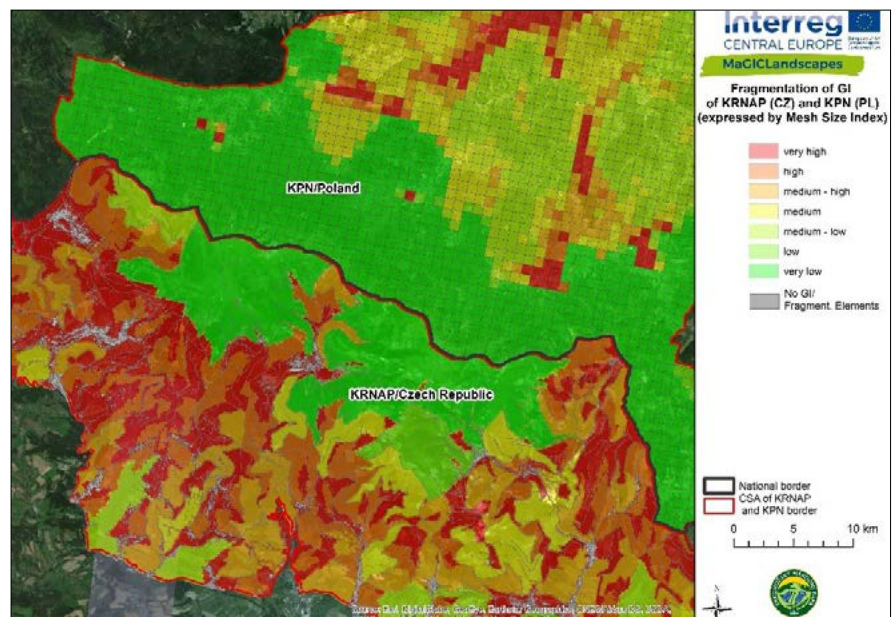 Interreg
CENTRAL EUROPE
MaGICLandscapes
Fragmentation of GI
of KRNAP (CZ) and KPN (PL)
(expressed by Mesh Size Index)
very high
high
medium - high
medium
medium - low
low
very low
No GI/
Fragment. Elements
KPN/Poland
KRNAP/Czech Republic
National border
CSA of KRNAP
and KPN border
0 5 10 km